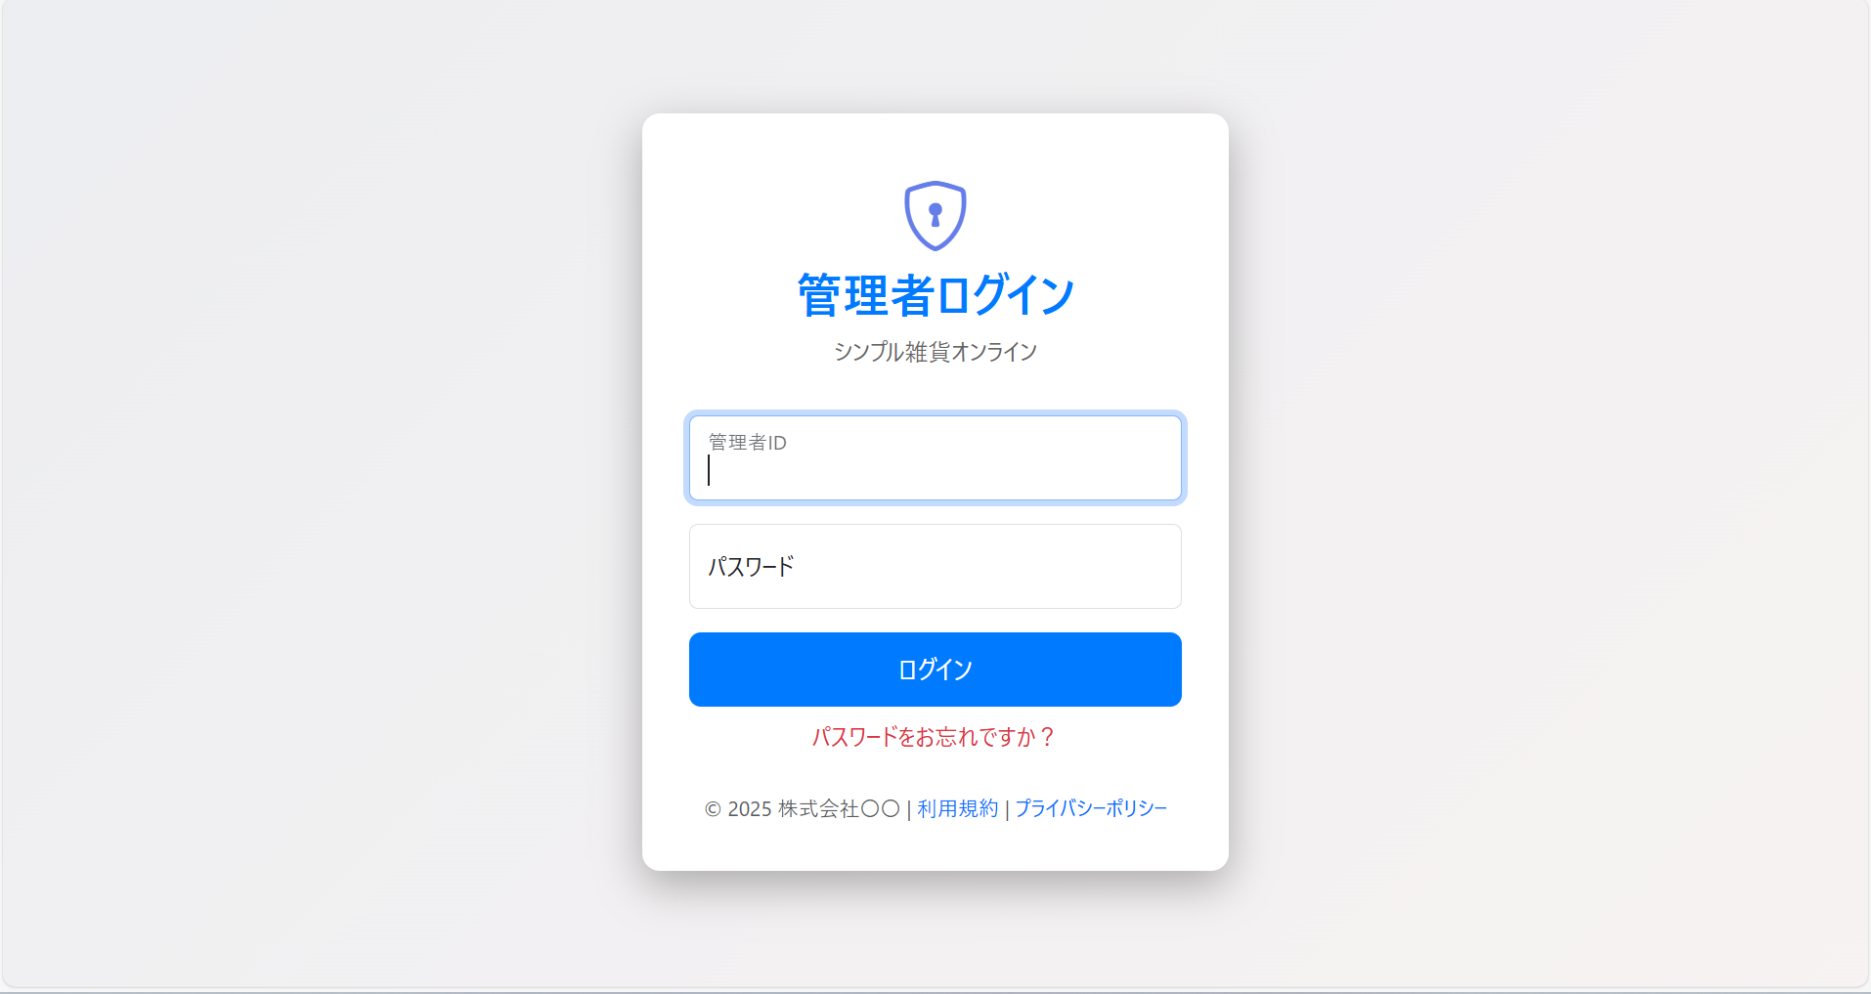 管理者ログイン
シンプル雑貨オンライン
管理者ID
パスワード
ログイン
パスワードをお忘れですか？
© 2025 株式会社〇〇 | 利用規約 | プライバシーポリシー